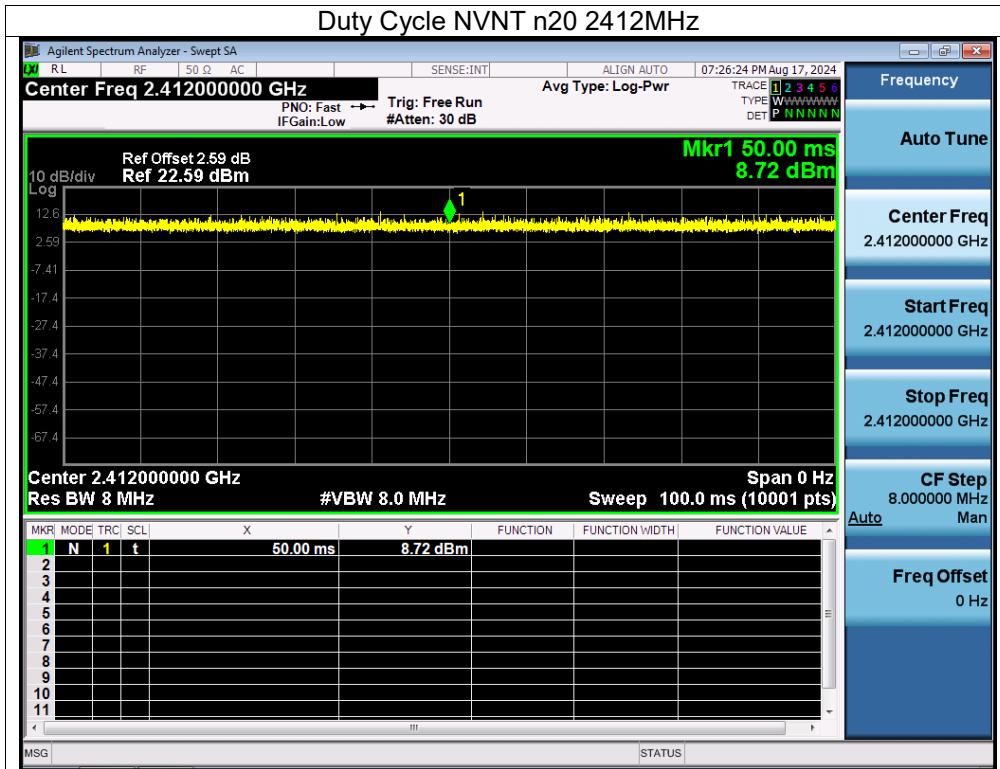 Duty Cycle NVNT n20 2412MHz
Agilent Spectrum Analyzer - Swept SA
LXI RL RF 50 Ω AC SENSE:INT ALIGN AUTO 07:26:24 PM Aug 17, 2024
Center Freq 2.412000000 GHz Avg Type: Log-Pwr TRACE 1 2 3 4 5 6
PNO: Fast Trig: Free Run TYPE WWWWWW
IFGain:Low #Atten: 30 dB DET P N N N N N
Frequency
Mkr1 50.00 ms
8.72 dBm
Ref Offset 2.59 dB
10 dB/div Ref 22.59 dBm
Log
1
12.6
2.59
-7.41
-17.4
-27.4
-37.4
-47.4
-57.4
-67.4
Center 2.412000000 GHz Span 0 Hz
Res BW 8 MHz #VBW 8.0 MHz Sweep 100.0 ms (10001 pts)
MKR MODE TRC SCL X Y FUNCTION FUNCTION WIDTH FUNCTION VALUE
1 N 1 t 50.00 ms 8.72 dBm
2
3
4
5
6
7
8
9
10
11
MSG STATUS
Auto Tune
Center Freq
2.412000000 GHz
Start Freq
2.412000000 GHz
Stop Freq
2.412000000 GHz
CF Step
8.000000 MHz
Auto Man
Freq Offset
0 Hz